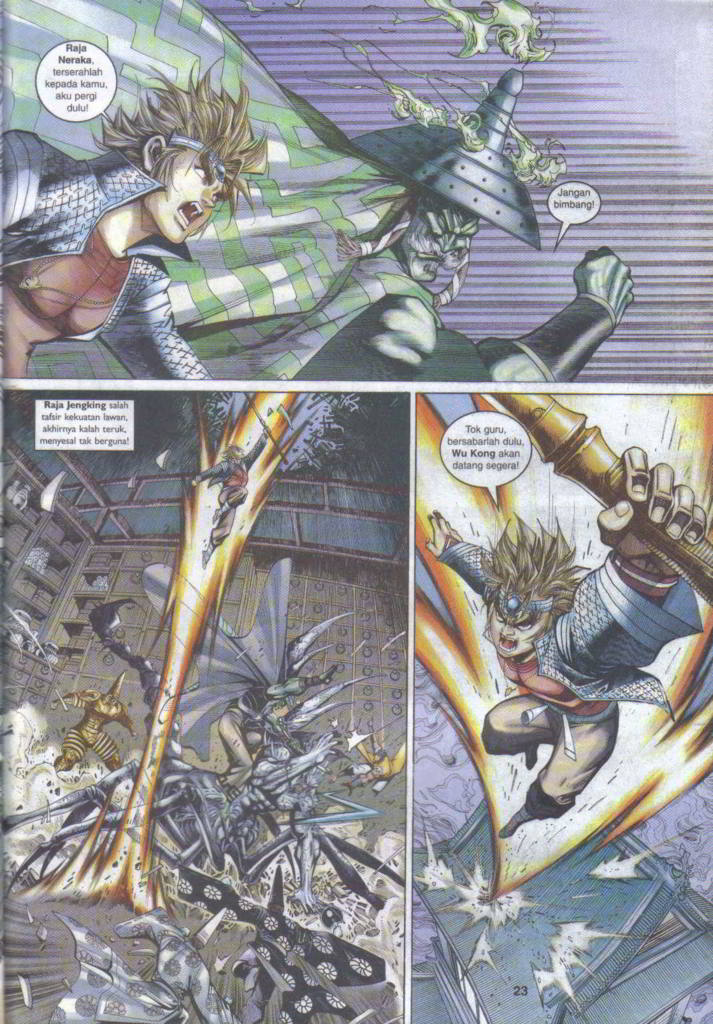 Raja
Neraka,
terserahlah
kepada kamu,
aku pergi
dulu!
Jangan
bimbang!
Raja Jengking salah
tafsir kekuatan lawan,
akhirnya kalah teruk,
menyesal tak berguna!
Tok guru,
bersabarlah dulu,
Wu Kong akan
datang segera!
23